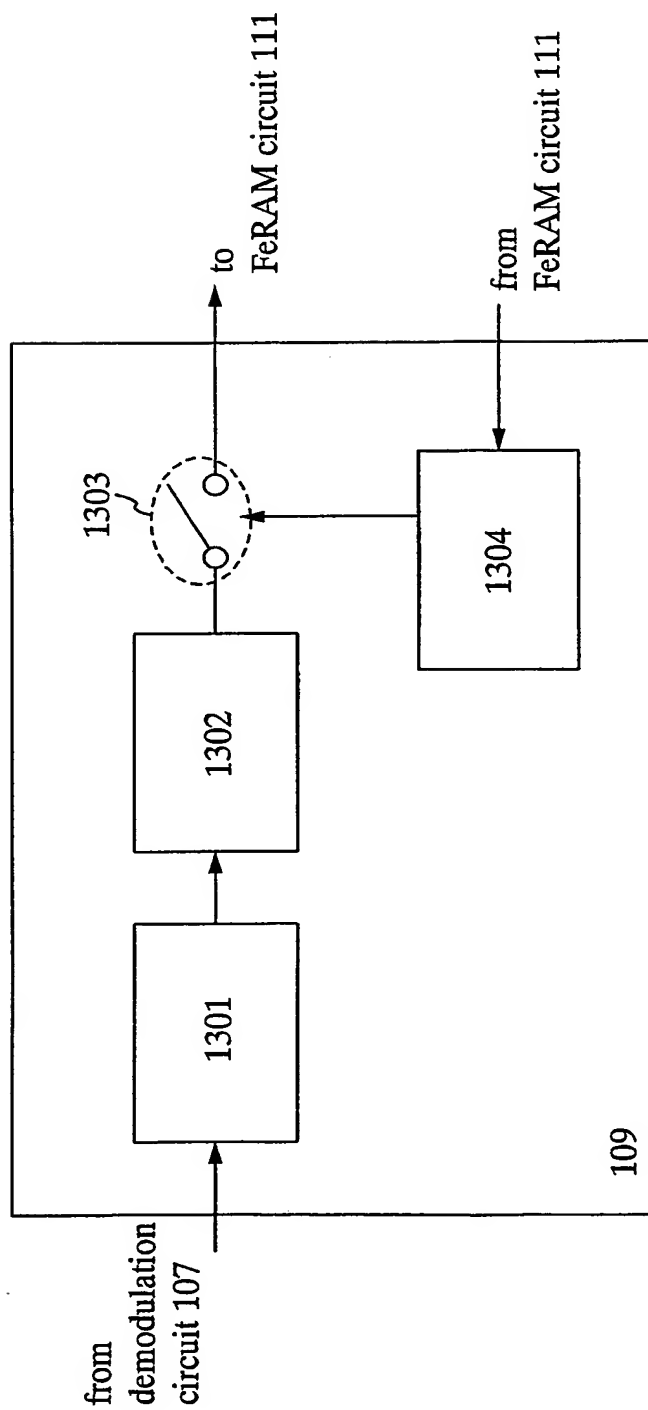 from
demodulation
circuit 107
1301
1302
1303
to
FeRAM circuit 111
1304
from
FeRAM circuit 111
109